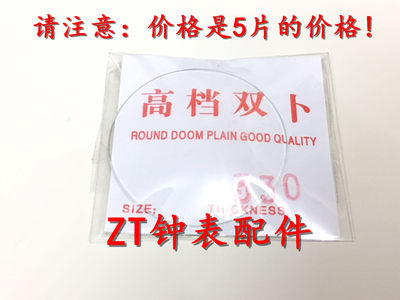 请注意：价格是5片的价格！
高档双卜
ROUND DOOM PLAIN GOOD QUALITY
330
SIZE: THICKNESS
ZT钟表配件